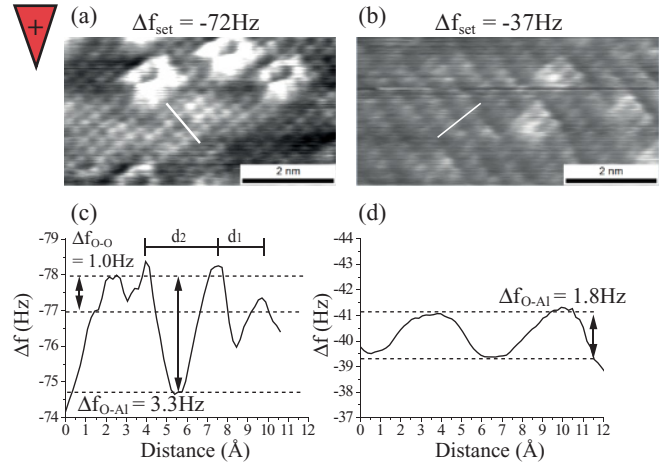 +
(a) Δf_set = -72Hz
(b) Δf_set = -37Hz
2 nm
2 nm
(c)
Δf_O-O
= 1.0Hz
d2
d1
Δf_O-Al = 3.3Hz
Δf (Hz)
-79
-78
-77
-76
-75
-74
0 1 2 3 4 5 6 7 8 9 10 11 12
Distance (Å)
(d)
Δf_O-Al = 1.8Hz
Δf (Hz)
-44
-43
-42
-41
-40
-39
-38
-37
0 1 2 3 4 5 6 7 8 9 10 11 12
Distance (Å)